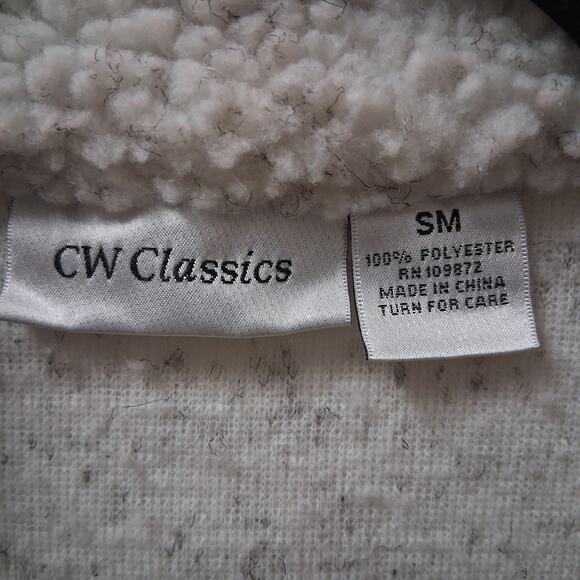 CW Classics
SM
100% POLYESTER
RN 109872
MADE IN CHINA
TURN FOR CARE